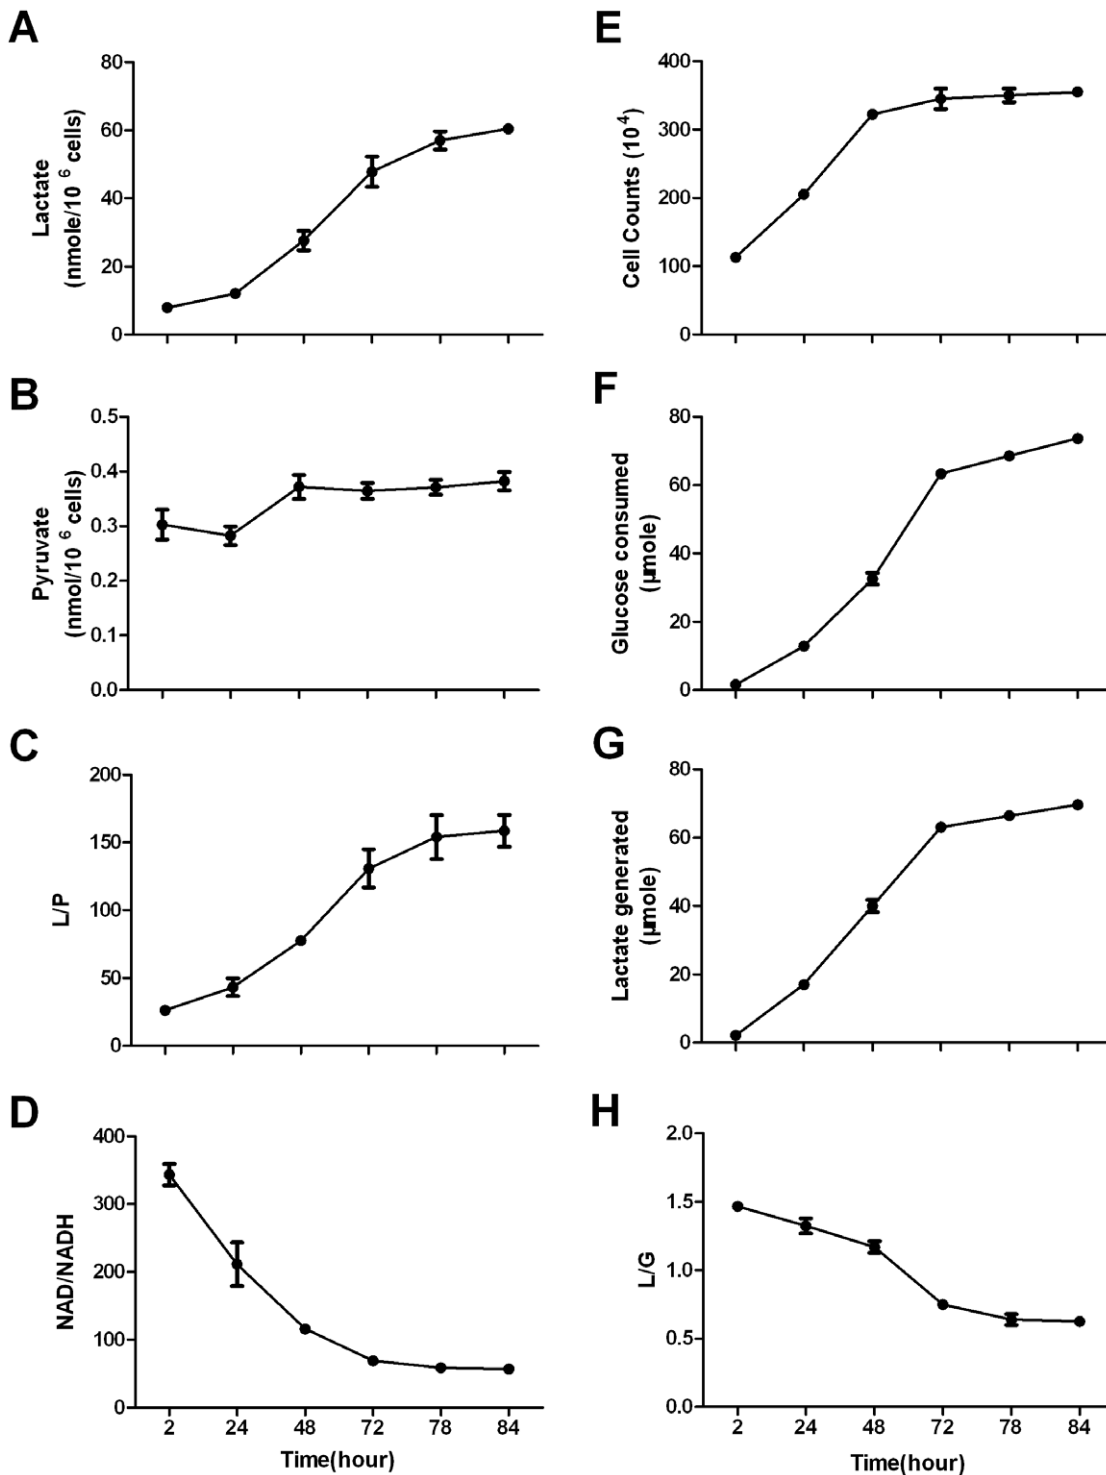 A
Lactate
(nmole/10 6 cells)
80
60
40
20
0
B
Pyruvate
(nmol/10 6 cells)
0.5
0.4
0.3
0.2
0.1
0.0
C
L/P
200
150
100
50
0
D
NAD/NADH
400
300
200
100
0
2 24 48 72 78 84
Time(hour)
E
Cell Counts (10⁴)
400
300
200
100
0
F
Glucose consumed
(µmole)
80
60
40
20
0
G
Lactate generated
(µmole)
80
60
40
20
0
H
L/G
2.0
1.5
1.0
0.5
0.0
2 24 48 72 78 84
Time(hour)